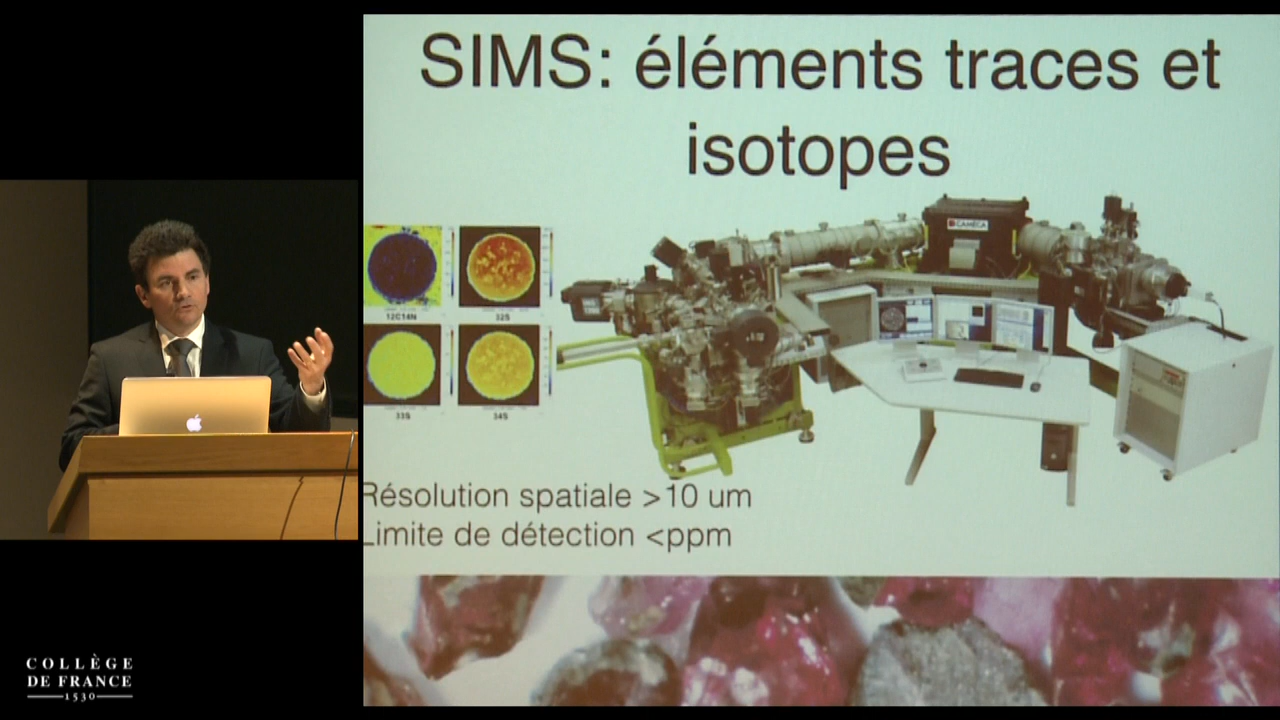 SIMS: éléments traces et
isotopes
CAMECA
12C14N
32S
33S
34S
Résolution spatiale >10 um
Limite de détection <ppm
COLLÈGE
DE FRANCE
1530